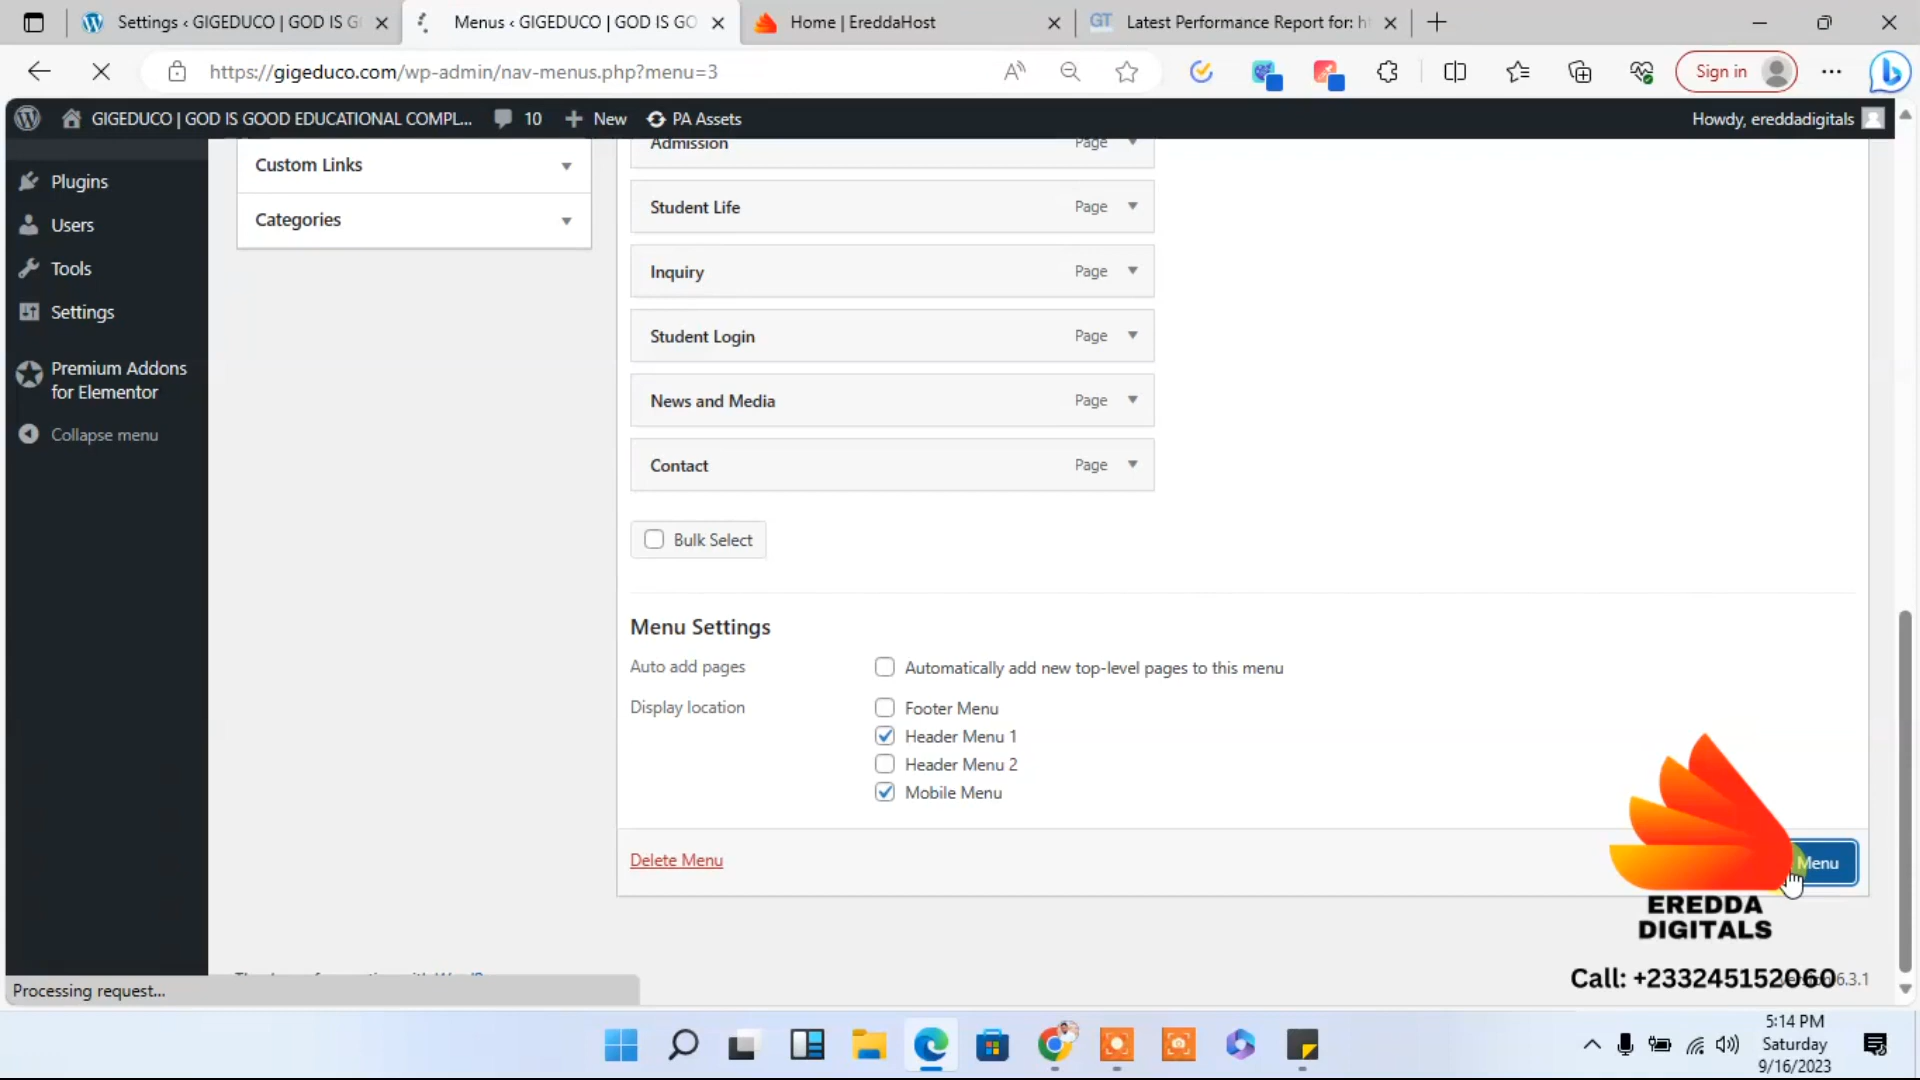 Settings ‹ GIGEDUCO | GOD IS G
Menus ‹ GIGEDUCO | GOD IS GO
Home | EreddaHost
GT Latest Performance Report for: h
https://gigeduco.com/wp-admin/nav-menus.php?menu=3
Sign in
GIGEDUCO | GOD IS GOOD EDUCATIONAL COMPL...
10
New
PA Assets
Howdy, ereddadigitals
Plugins
Users
Tools
Settings
Premium Addons
for Elementor
Collapse menu
Custom Links
Categories
Admission Page
Student Life Page
Inquiry Page
Student Login Page
News and Media Page
Contact Page
Bulk Select
Menu Settings
Auto add pages
Automatically add new top-level pages to this menu
Display location
Footer Menu
Header Menu 1
Header Menu 2
Mobile Menu
Delete Menu
Menu
EREDDA
DIGITALS
Call: +233245152060
6.3.1
Processing request...
5:14 PM
Saturday
9/16/2023